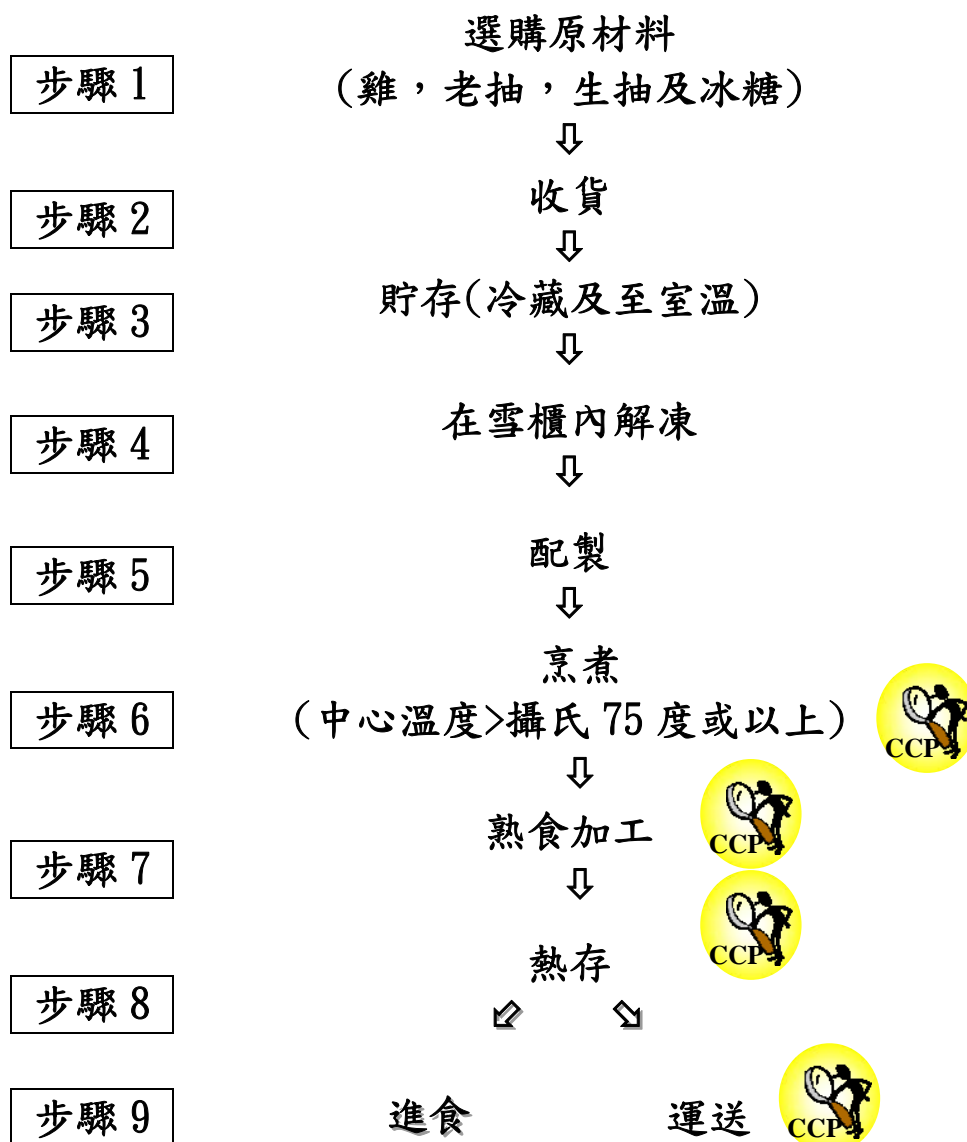 選購原材料
步驟 1
(雞，老抽，生抽及冰糖)
步驟 2
收貨
步驟 3
貯存(冷藏及至室溫)
步驟 4
在雪櫃內解凍
步驟 5
配製
烹煮
步驟 6
(中心溫度>攝氏 75 度或以上)
CCP
熟食加工
CCP
步驟 7
CCP
熱存
步驟 8
步驟 9
進食
運送
CCP